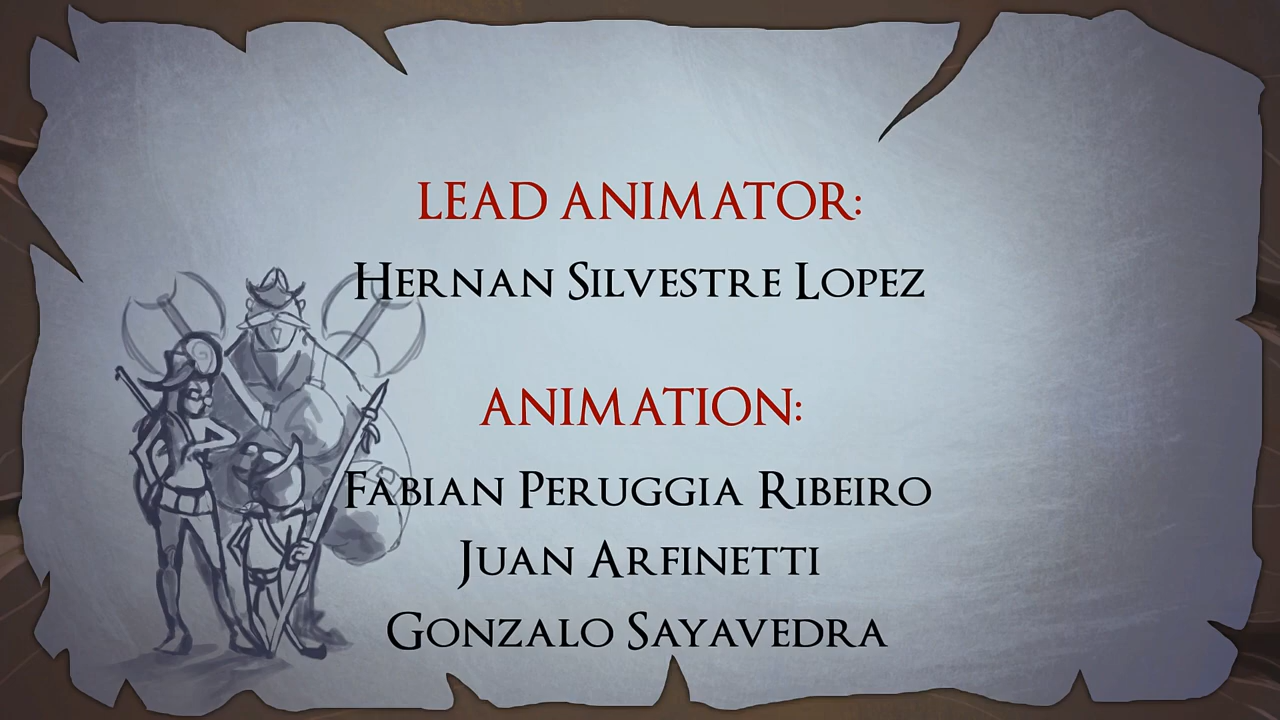 LEAD ANIMATOR:
HERNAN SILVESTRE LOPEZ
ANIMATION:
FABIAN PERUGGIA RIBEIRO
JUAN ARFINETTI
GONZALO SAYAVEDRA